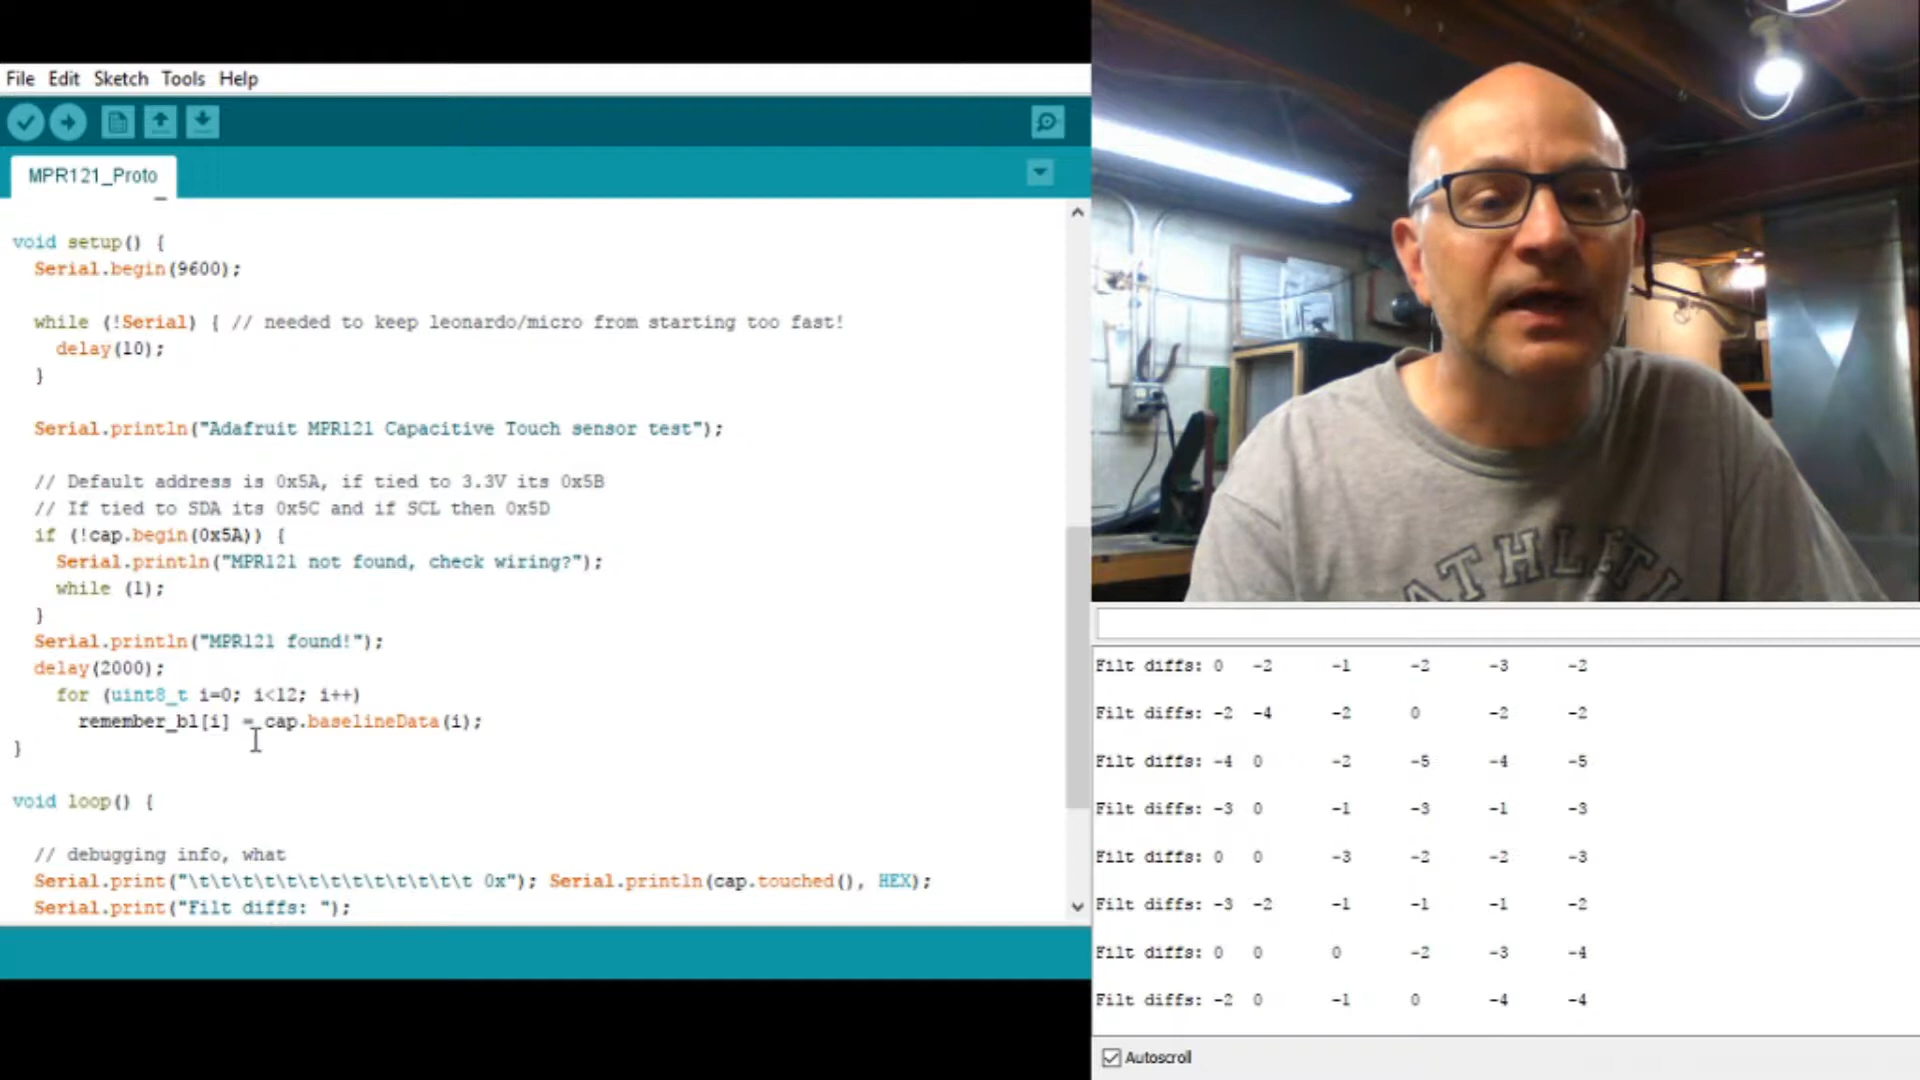 File Edit Sketch Tools Help
MPR121_Proto
void setup() {
Serial.begin(9600);
while (!Serial) { // needed to keep leonardo/micro from starting too fast!
delay(10);
}
Serial.println("Adafruit MPR121 Capacitive Touch sensor test");
// Default address is 0x5A, if tied to 3.3V its 0x5B
// If tied to SDA its 0x5C and if SCL then 0x5D
if (!cap.begin(0x5A)) {
Serial.println("MPR121 not found, check wiring?");
while (1);
}
Serial.println("MPR121 found!");
delay(2000);
for (uint8_t i=0; i<12; i++)
remember_bl[i] = cap.baselineData(i);
}
void loop() {
// debugging info, what
Serial.print("\t\t\t\t\t\t\t\t\t\t\t\t\t 0x"); Serial.println(cap.touched(), HEX);
Serial.print("Filt diffs: ");
ATHLETI
Filt diffs: 0 -2 -1 -2 -3 -2
Filt diffs: -2 -4 -2 0 -2 -2
Filt diffs: -4 0 -2 -5 -4 -5
Filt diffs: -3 0 -1 -3 -1 -3
Filt diffs: 0 0 -3 -2 -2 -3
Filt diffs: -3 -2 -1 -1 -1 -2
Filt diffs: 0 0 0 -2 -3 -4
Filt diffs: -2 0 -1 0 -4 -4
Autoscroll